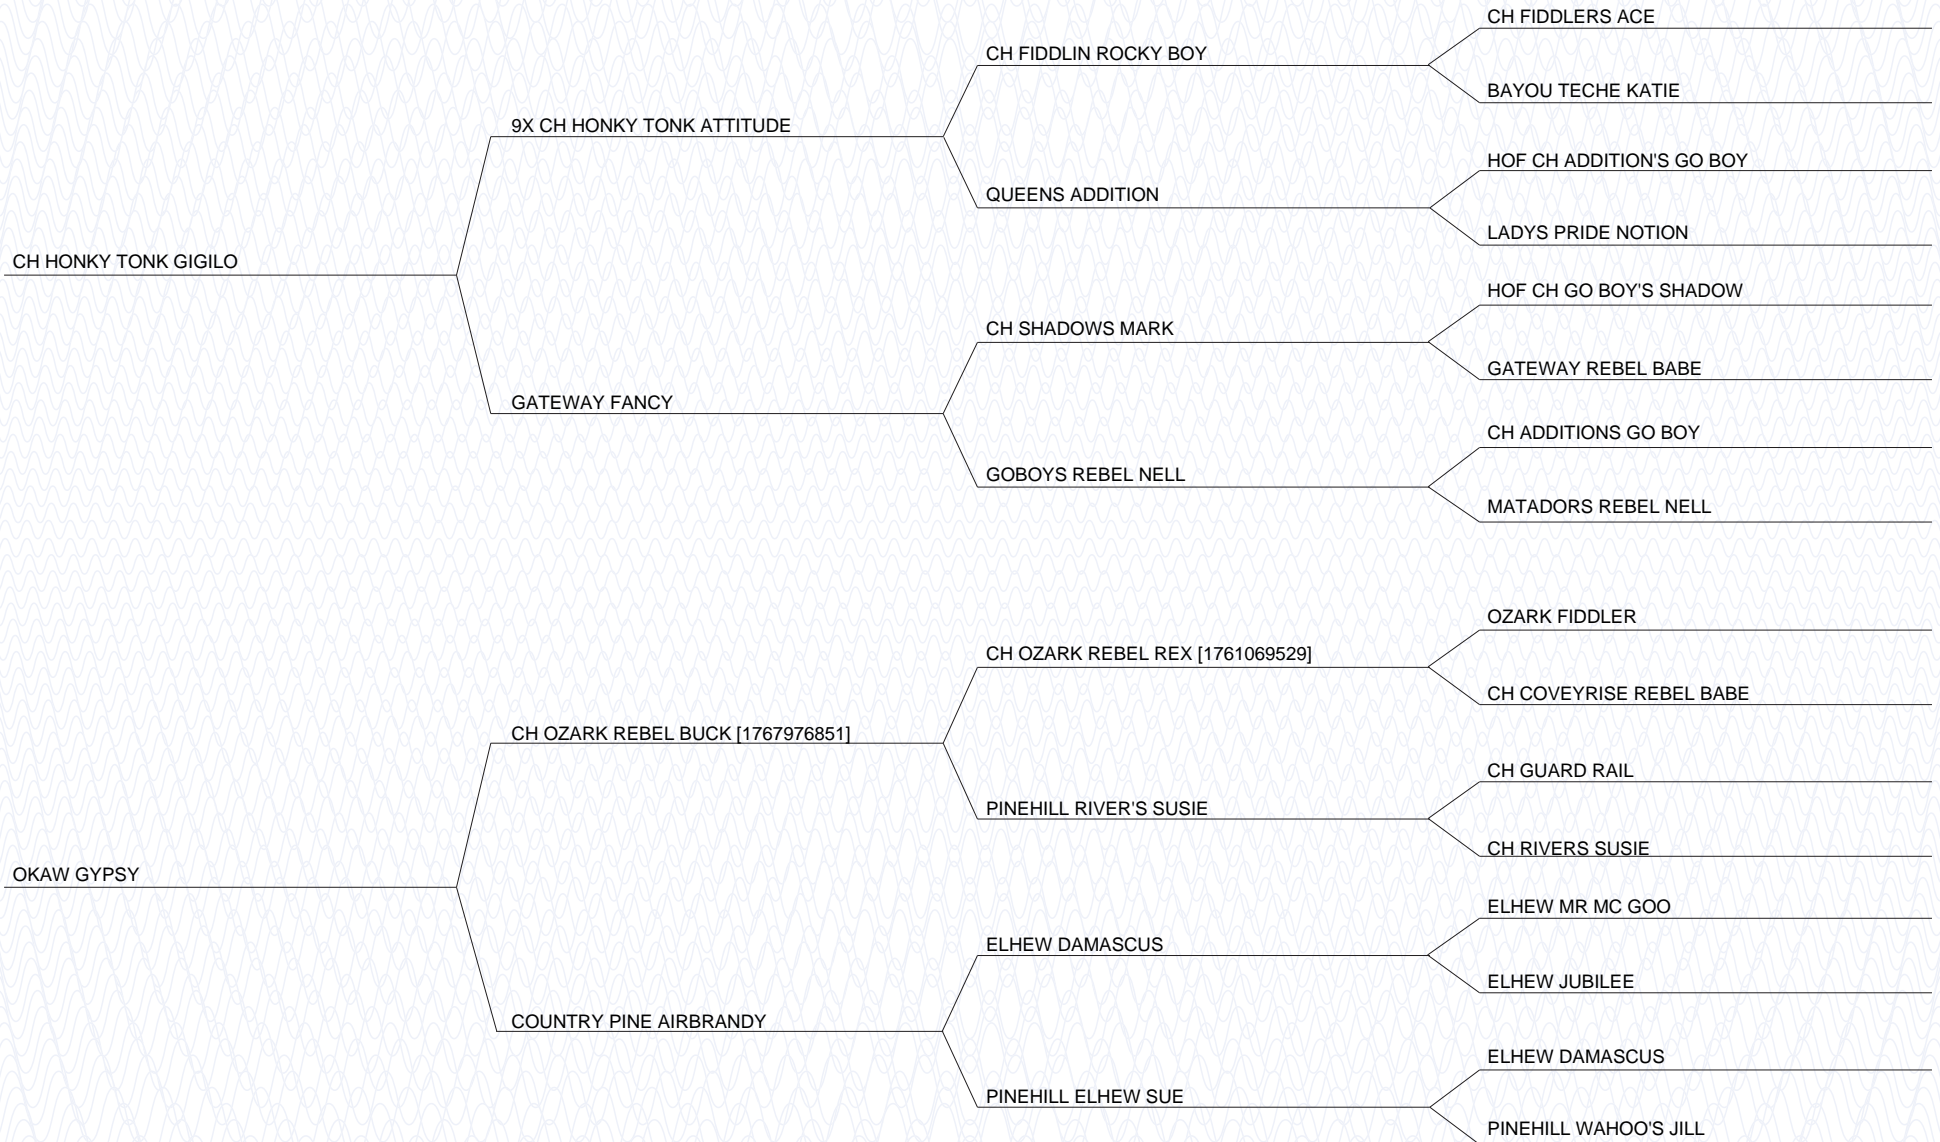 CH FIDDLERS ACE
CH FIDDLIN ROCKY BOY
BAYOU TECHE KATIE
9X CH HONKY TONK ATTITUDE
HOF CH ADDITION'S GO BOY
QUEENS ADDITION
LADYS PRIDE NOTION
CH HONKY TONK GIGILO
HOF CH GO BOY'S SHADOW
CH SHADOWS MARK
GATEWAY REBEL BABE
GATEWAY FANCY
CH ADDITIONS GO BOY
GOBOYS REBEL NELL
MATADORS REBEL NELL
OZARK FIDDLER
CH OZARK REBEL REX [1761069529]
CH COVEYRISE REBEL BABE
CH OZARK REBEL BUCK [1767976851]
CH GUARD RAIL
PINEHILL RIVER'S SUSIE
CH RIVERS SUSIE
OKAW GYPSY
ELHEW MR MC GOO
ELHEW DAMASCUS
ELHEW JUBILEE
COUNTRY PINE AIRBRANDY
ELHEW DAMASCUS
PINEHILL ELHEW SUE
PINEHILL WAHOO'S JILL